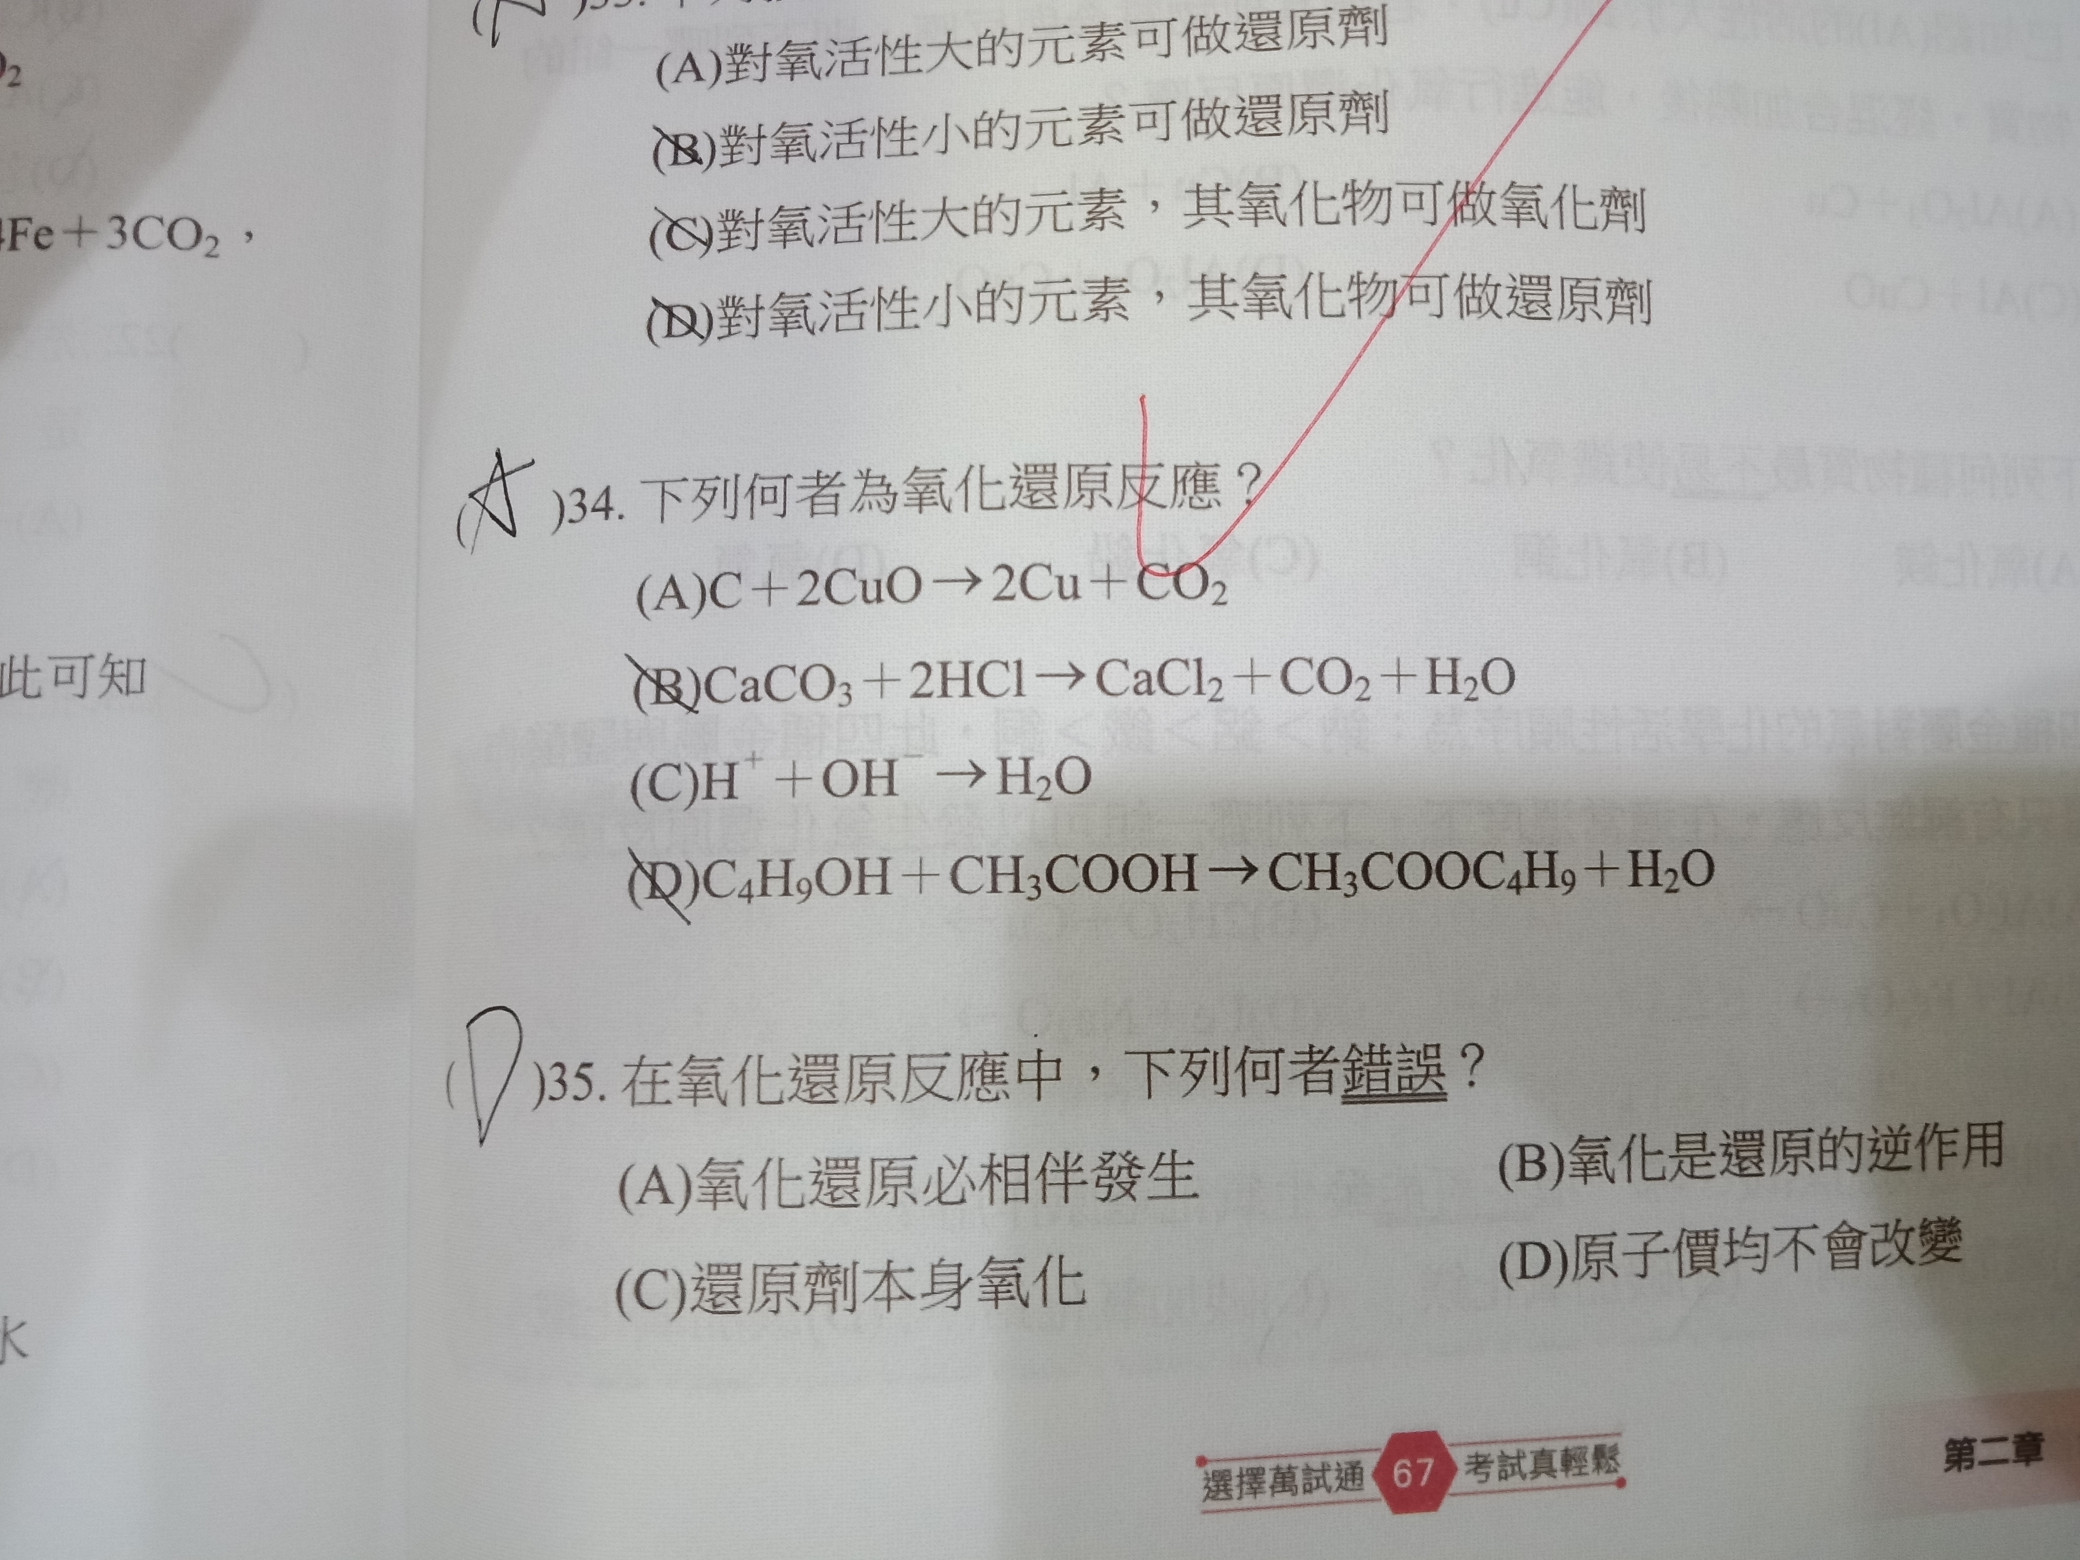 (A)對氧活性大的元素可做還原劑
(B)對氧活性小的元素可做還原劑
(C)對氧活性大的元素，其氧化物可做氧化劑
(D)對氧活性小的元素，其氧化物可做還原劑
(A)34. 下列何者為氧化還原反應？
(A)C＋2CuO→2Cu＋CO₂
(B)CaCO₃＋2HCl→CaCl₂＋CO₂＋H₂O
(C)H⁺＋OH⁻→H₂O
(D)C₄H₉OH＋CH₃COOH→CH₃COOC₄H₉＋H₂O
(D)35. 在氧化還原反應中，下列何者錯誤？
(A)氧化還原必相伴發生 (B)氧化是還原的逆作用
(C)還原劑本身氧化 (D)原子價均不會改變
Fe＋3CO₂，
此可知
水
選擇萬試通 67 考試真輕鬆
第二章